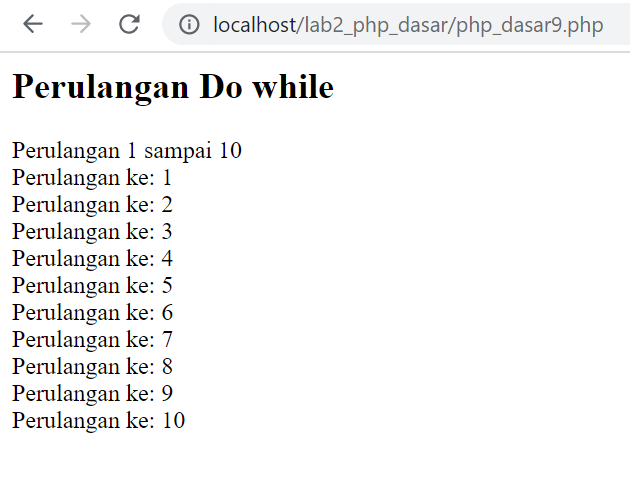 localhost/lab2_php_dasar/php_dasar9.php
Perulangan Do while
Perulangan 1 sampai 10
Perulangan ke: 1
Perulangan ke: 2
Perulangan ke: 3
Perulangan ke: 4
Perulangan ke: 5
Perulangan ke: 6
Perulangan ke: 7
Perulangan ke: 8
Perulangan ke: 9
Perulangan ke: 10